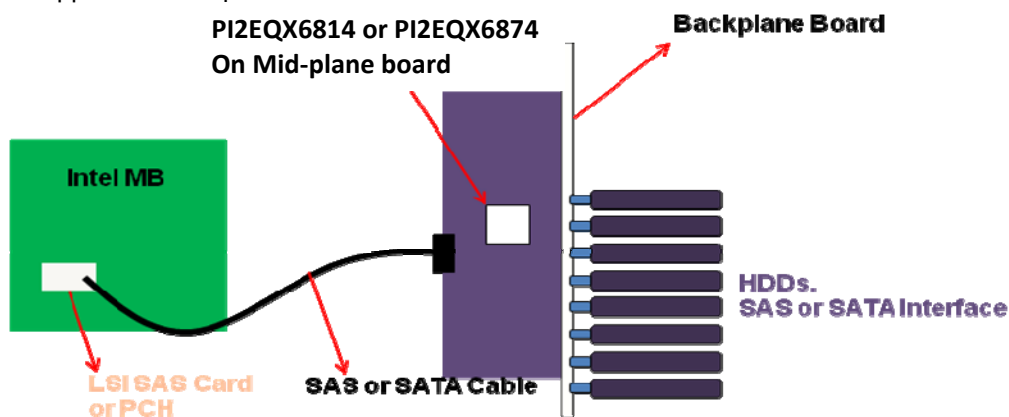 PI2EQX6814 or PI2EQX6874
On Mid-plane board
Backplane Board
Intel MB
HDDs.
SAS or SATA Interface
LSI SAS Card
or PCH
SAS or SATA Cable